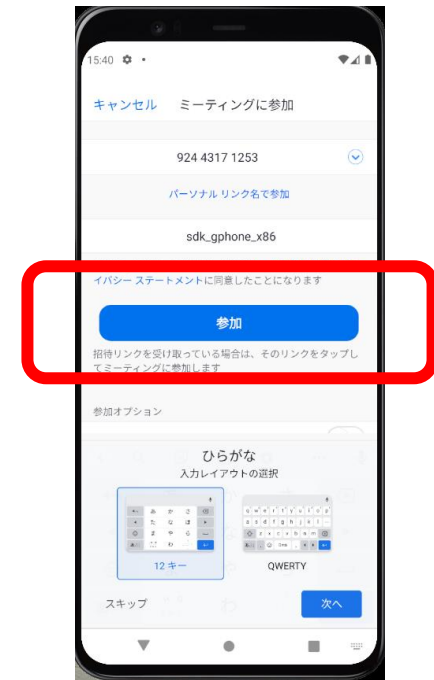 15:40
キャンセル ミーティングに参加
924 4317 1253
パーソナル リンク名で参加
sdk_gphone_x86
イバシー ステートメントに同意したことになります
参加
招待リンクを受け取っている場合は、そのリンクをタップし
てミーティングに参加します
参加オプション
ひらがな
入力レイアウトの選択
12 キー QWERTY
スキップ 次へ